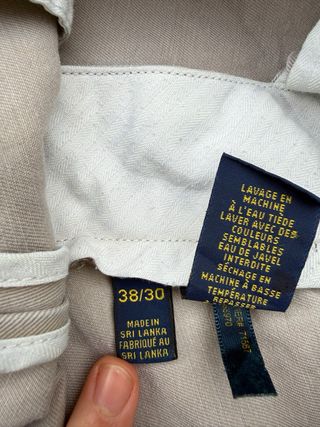 LAVAGE EN
MACHINE
À L'EAU TIÈDE
LAVER AVEC DES
COULEURS
SEMBLABLES
EAU DE JAVEL
INTERDITE
SÉCHAGE EN
MACHINE À BASSE
TEMPÉRATURE
À REPASSER
38/30
MADE IN
SRI LANKA
FABRIQUÉ AU
SRI LANKA